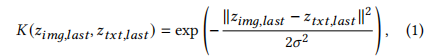 K(z_{img,last}, z_{txt,last}) = exp ( − ||z_{img,last} − z_{txt,last}||² / 2σ² ) , (1)